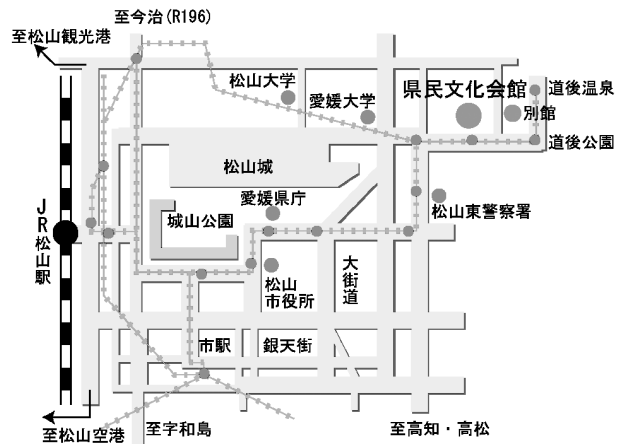 至今治(R196)
至松山観光港
松山大学
愛媛大学
県民文化会館
道後温泉
別館
道後公園
松山城
愛媛県庁
城山公園
松山東警察署
JR松山駅
大街道
松山
市役所
市駅
銀天街
至松山空港
至宇和島
至高知・高松